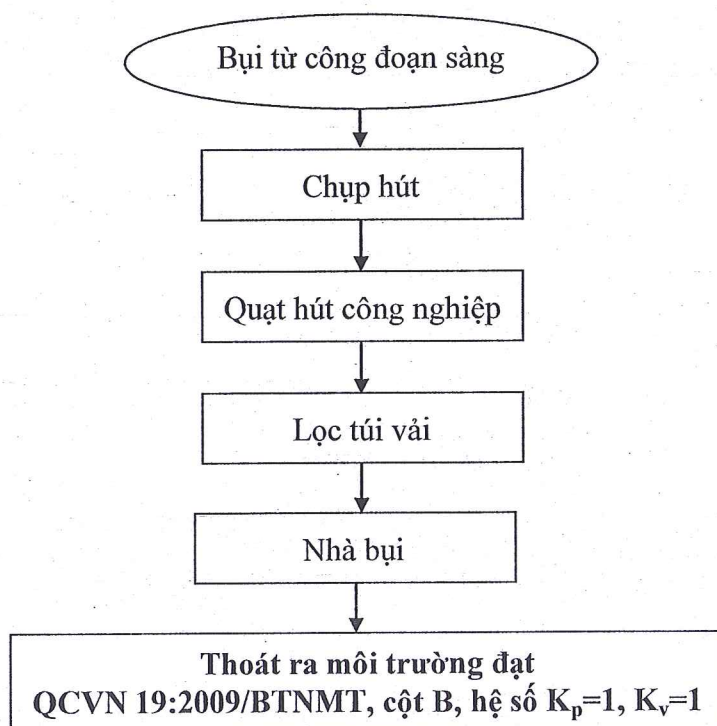 Bụi từ công đoạn sàng
Chụp hút
Quạt hút công nghiệp
Lọc túi vải
Nhà bụi
Thoát ra môi trường đạt
QCVN 19:2009/BTNMT, cột B, hệ số Kp=1, Kv=1